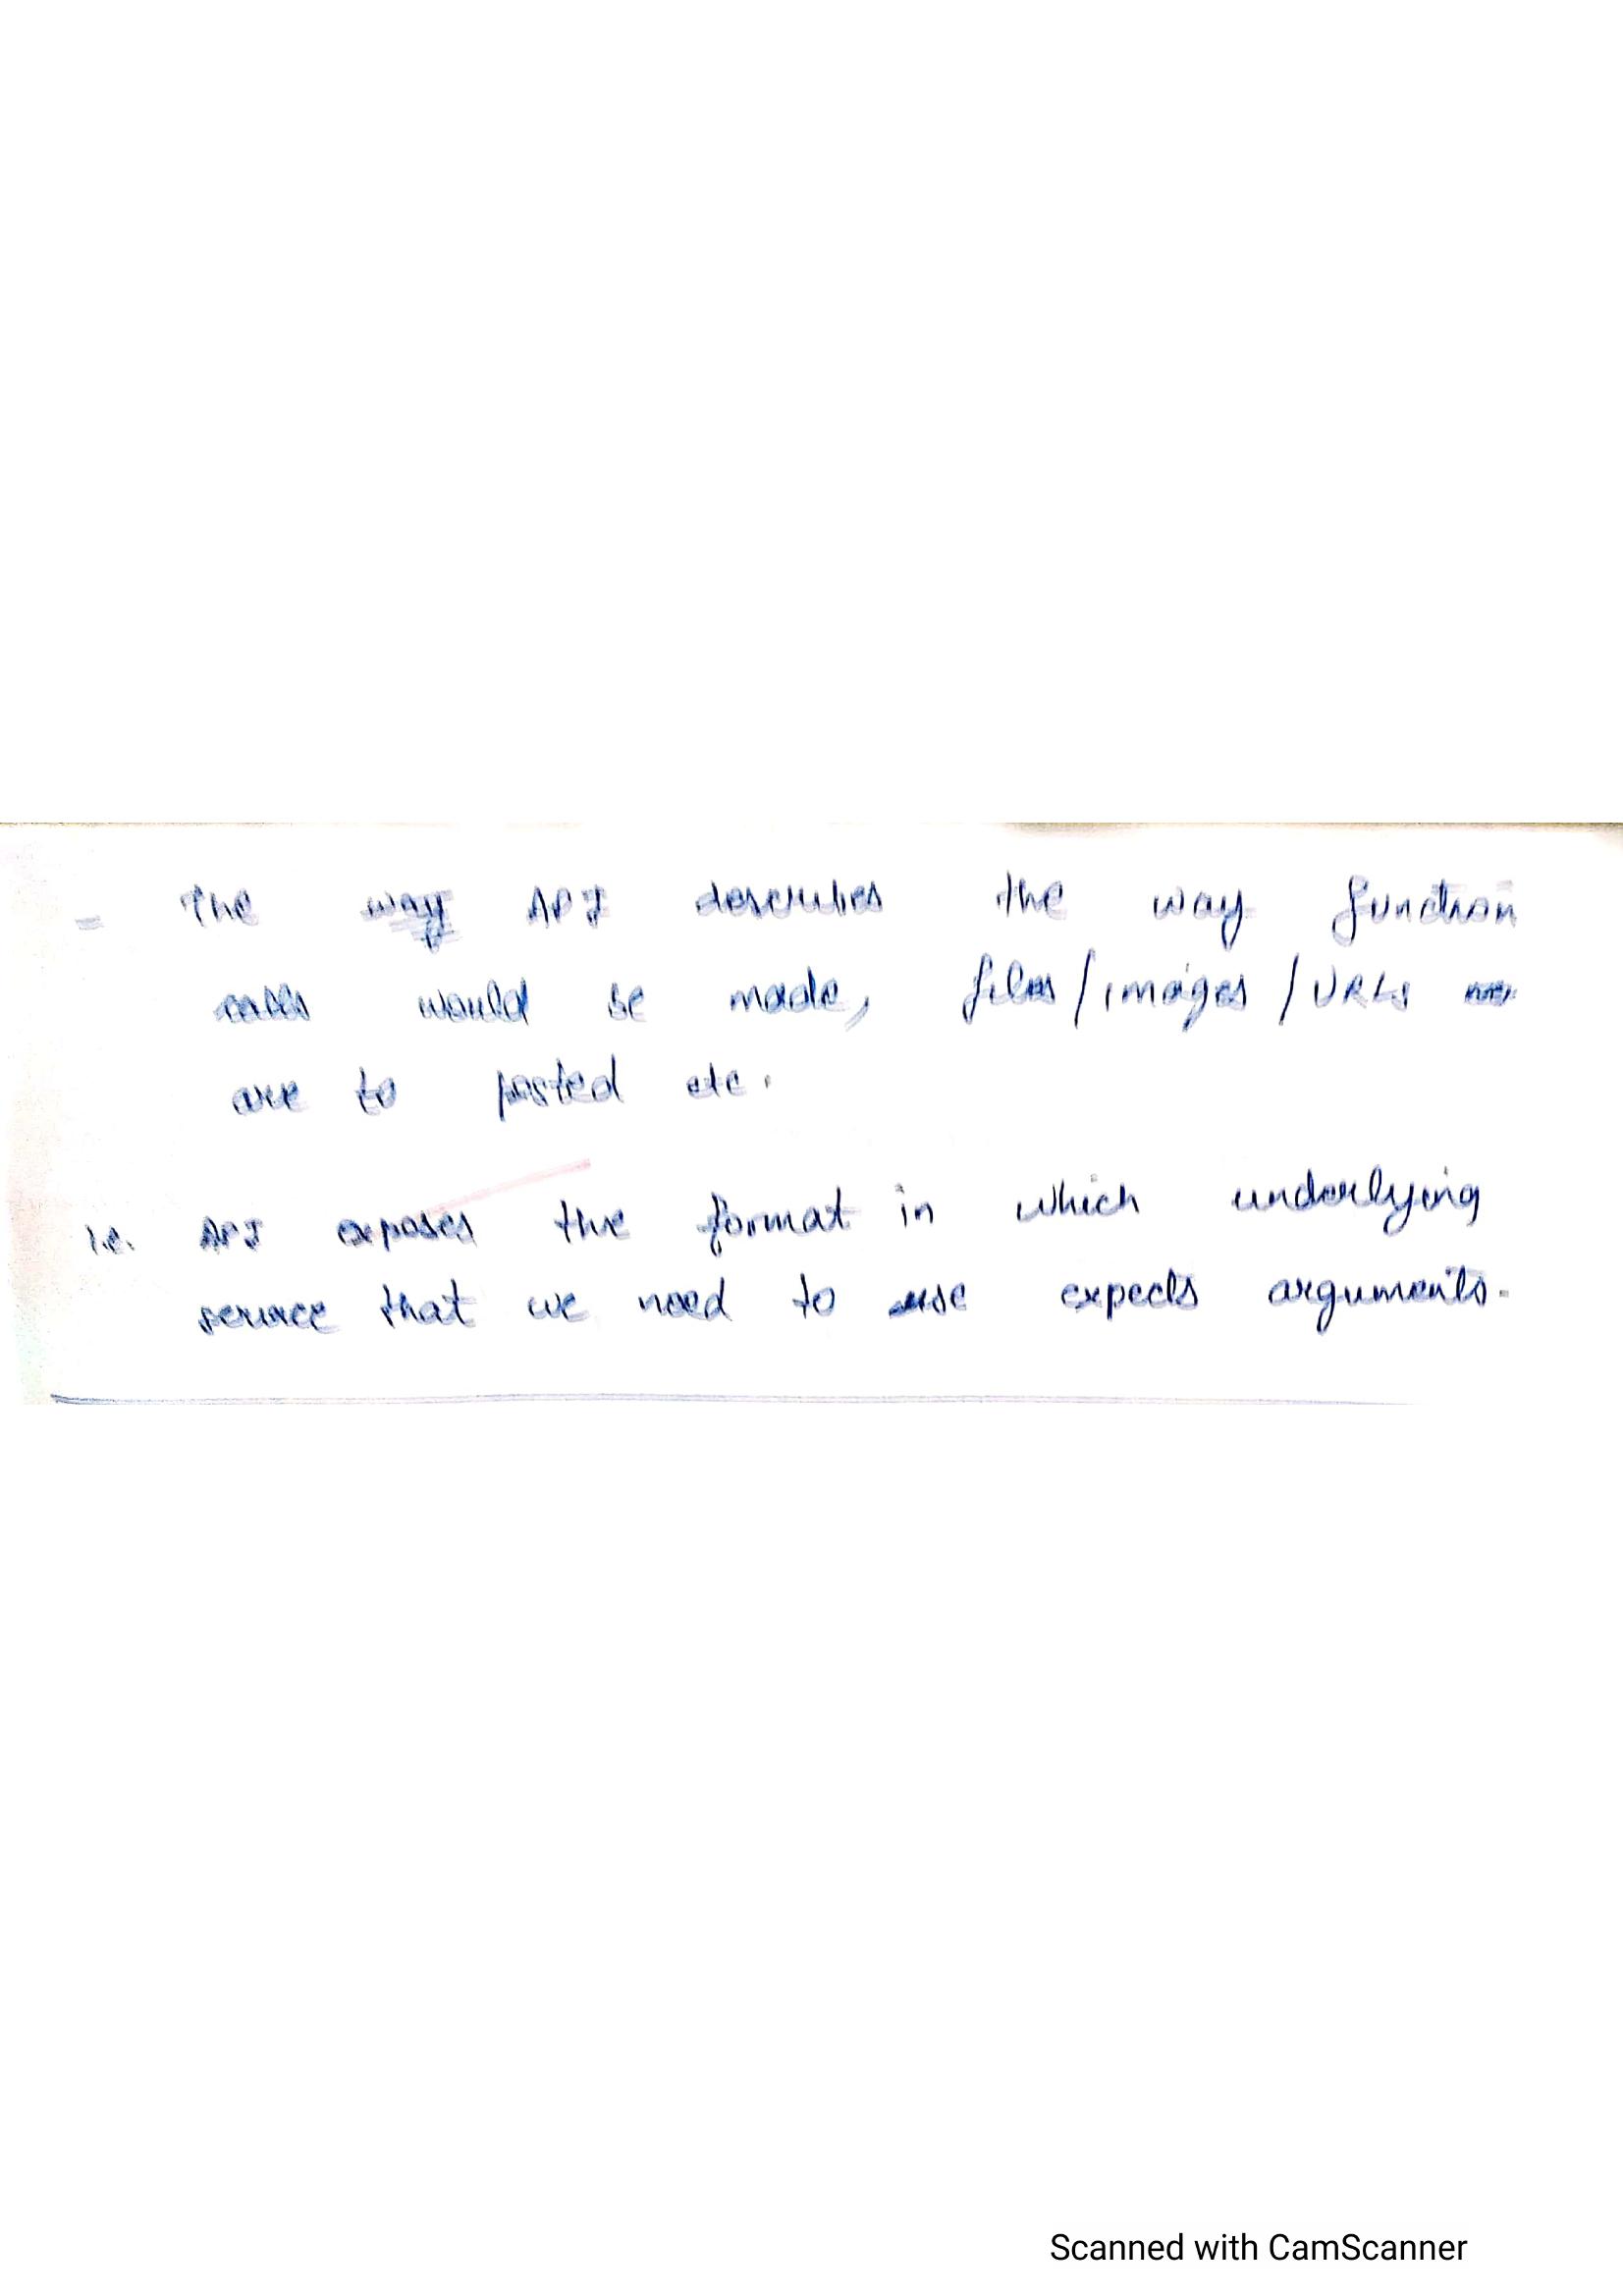 - The API describes the way function
calls would be made, files/images/URLs
are to posted etc.
i.e. API exposes the format in which underlying
service that we need to use expects arguments.
Scanned with CamScanner